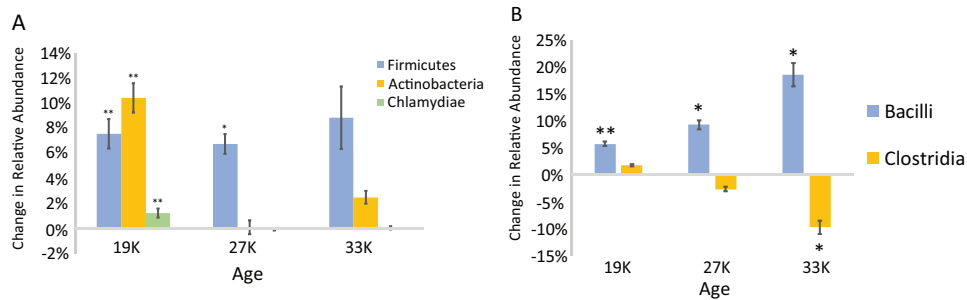 A
Change in Relative Abundance
14%
12%
10%
8%
6%
4%
2%
0%
-2%
**
**
**
*
19K
27K
33K
Age
Firmicutes
Actinobacteria
Chlamydiae
B
Change in Relative Abundance
25%
20%
15%
10%
5%
0%
-5%
-10%
-15%
**
*
*
*
19K
27K
33K
Age
Bacilli
Clostridia